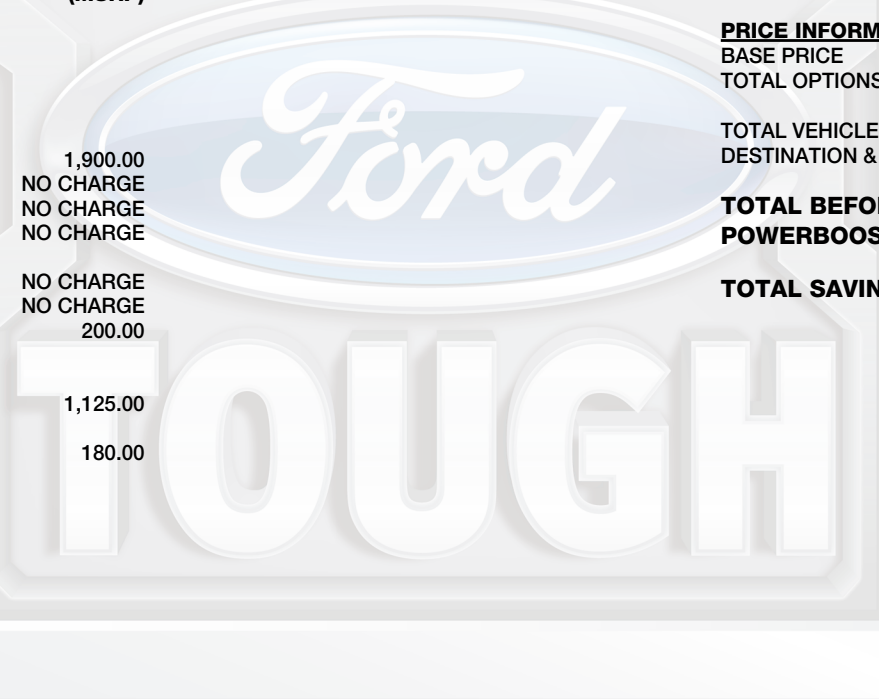 1,900.00
NO CHARGE
NO CHARGE
NO CHARGE
NO CHARGE
NO CHARGE
200.00
1,125.00
180.00
PRICE INFORM
BASE PRICE
TOTAL OPTIONS
TOTAL VEHICLE
DESTINATION &
TOTAL BEFO
POWERBOOS
TOTAL SAVIN
Ford
TOUGH